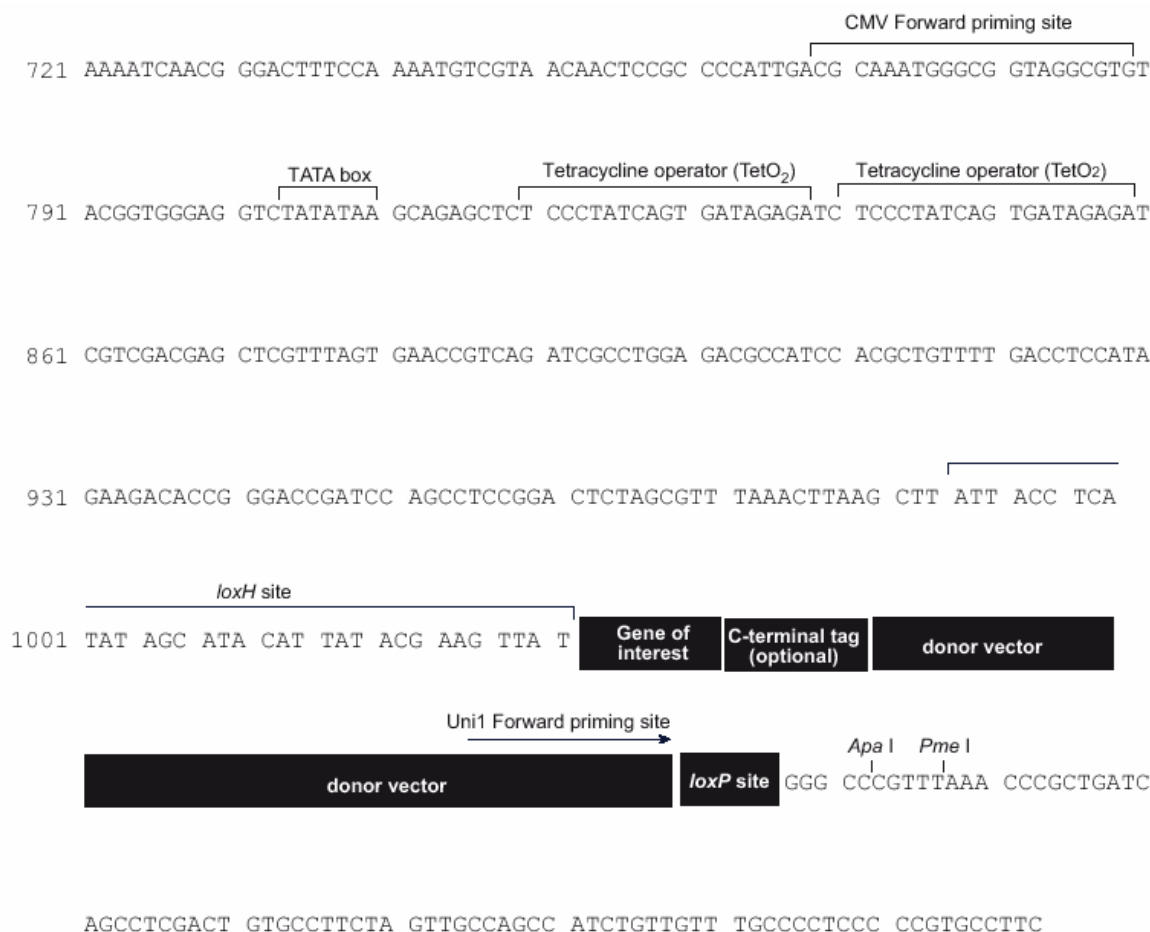 CMV Forward priming site
721 AAAATCAACG GGACTTTCCA AAATGTCGTA ACAACTCCGC CCCATTGACG CAAATGGGCG GTAGGCGTGT
TATA box Tetracycline operator (TetO2) Tetracycline operator (TetO2)
791 ACGGTGGGAG GTCTATATAA GCAGAGCTCT CCCTATCAGT GATAGAGATC TCCCTATCAG TGATAGAGAT
861 CGTCGACGAG CTCGTTTAGT GAACCGTCAG ATCGCCTGGA GACGCCATCC ACGCTGTTTT GACCTCCATA
931 GAAGACACCG GGACCGATCC AGCCTCCGGA CTCTAGCGTT TAAACTTAAG CTT ATT ACC TCA
loxH site
1001 TAT AGC ATA CAT TAT ACG AAG TTA T Gene of interest C-terminal tag (optional) donor vector
Uni1 Forward priming site
Apa I Pme I
donor vector loxP site GGG CCCGTTTAAA CCCGCTGATC
AGCCTCGACT GTGCCTTCTA GTTGCCAGCC ATCTGTTGTT TGCCCCTCCC CCGTGCCTTC